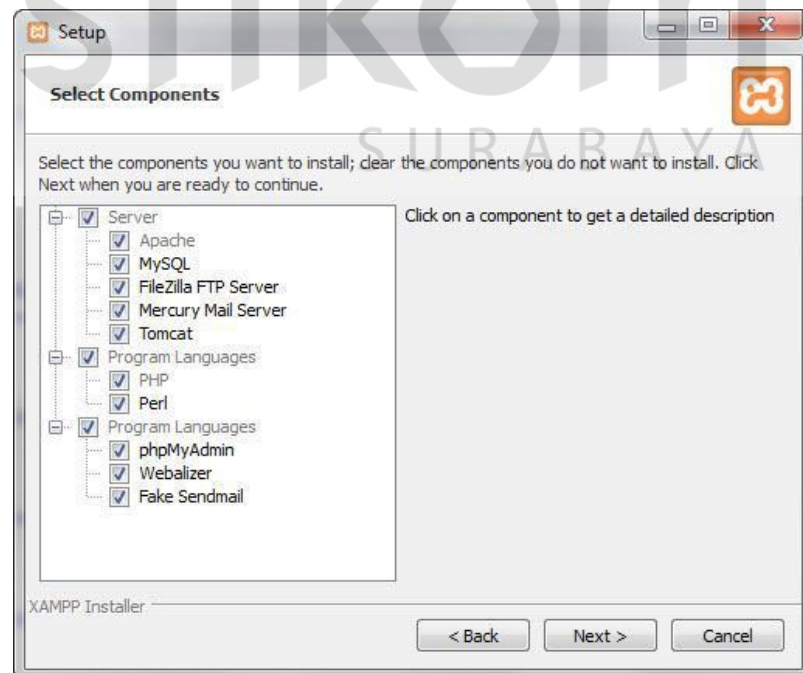 stikom
SURABAYA
Setup
Select Components
Select the components you want to install; clear the components you do not want to install. Click
Next when you are ready to continue.
Server
Apache
MySQL
FileZilla FTP Server
Mercury Mail Server
Tomcat
Program Languages
PHP
Perl
Program Languages
phpMyAdmin
Webalizer
Fake Sendmail
Click on a component to get a detailed description
XAMPP Installer
< Back
Next >
Cancel